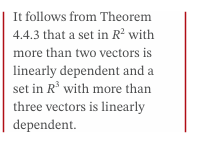 It follows from Theorem
4.4.3 that a set in R² with
more than two vectors is
linearly dependent and a
set in R³ with more than
three vectors is linearly
dependent.